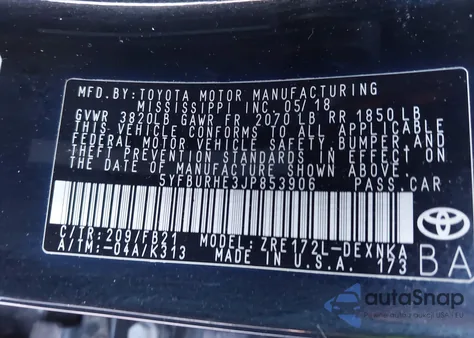 MFD.BY:TOYOTA MOTOR MANUFACTURING
MISSISSIPPI INC. 05/18
GVWR 3820LB GAWR FR 2070 LB RR 1850 LB
THIS VEHICLE CONFORMS TO ALL APPLICABLE
FEDERAL MOTOR VEHICLE SAFETY, BUMPER, AND
THEFT PREVENTION STANDARDS IN EFFECT ON
THE DATE OF MANUFACTURE SHOWN ABOVE.
5YFBURHE3JP853906 PASS.CAR
C/TR:209/FB21 MODEL: ZRE172L-DEXNKA
A/TM:-04A/K313 MADE IN U.S.A. 173
BA
TOYOTA
autoSnap